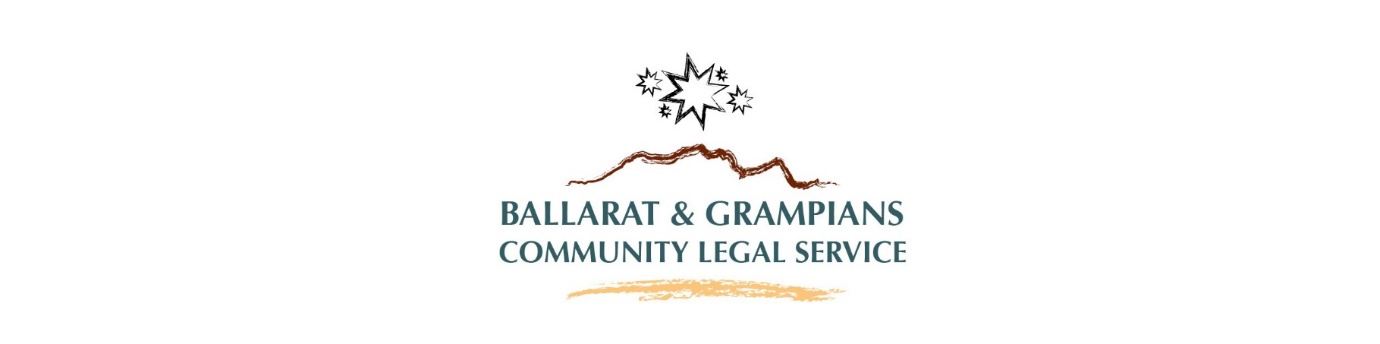 BALLARAT & GRAMPIANS
COMMUNITY LEGAL SERVICE